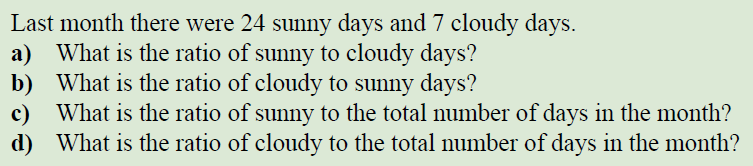 Last month there were 24 sunny days and 7 cloudy days.
a) What is the ratio of sunny to cloudy days?
b) What is the ratio of cloudy to sunny days?
c) What is the ratio of sunny to the total number of days in the month?
d) What is the ratio of cloudy to the total number of days in the month?